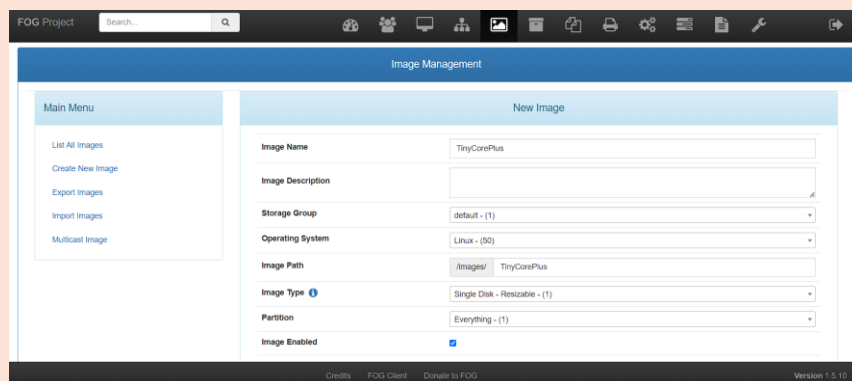 FOG Project Search...
Image Management
Main Menu
List All Images
Create New Image
Export Images
Import Images
Multicast Image
New Image
Image Name TinyCorePlus
Image Description
Storage Group default - (1)
Operating System Linux - (50)
Image Path /images/ TinyCorePlus
Image Type Single Disk - Resizable - (1)
Partition Everything - (1)
Image Enabled
Credits FOG Client Donate to FOG Version 1.5.10